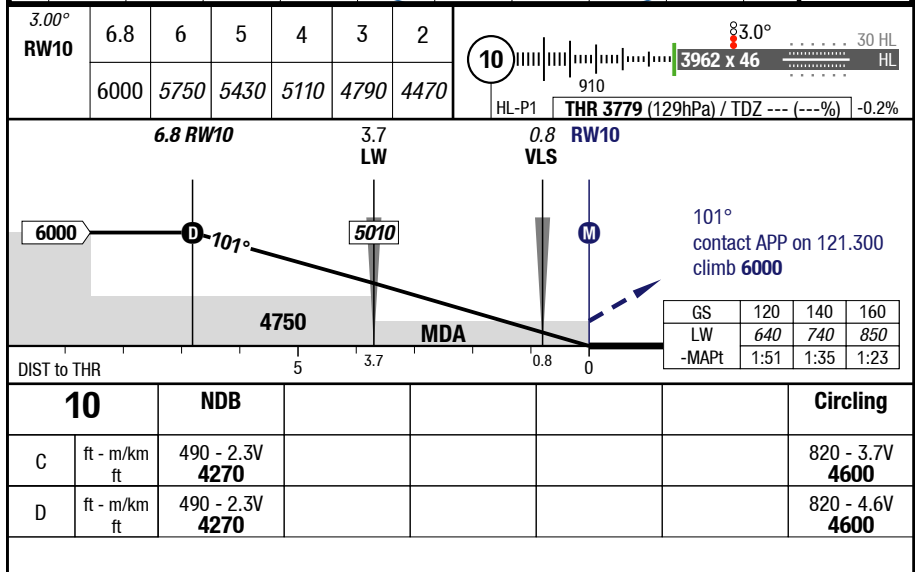 3.00°
RW10
6.8 6 5 4 3 2
6000 5750 5430 5110 4790 4470
10
3.0°
30 HL
3962 x 46
HL
910
HL-P1
THR 3779 (129hPa) / TDZ --- (---%)
-0.2%
6.8 RW10
3.7
LW
0.8
VLS
RW10
6000
D
101°
5010
M
101°
contact APP on 121.300
climb 6000
4750
MDA
GS 120 140 160
LW 640 740 850
-MAPt 1:51 1:35 1:23
DIST to THR
5
3.7
0.8
0
10 NDB Circling
C ft - m/km 490 - 2.3V 820 - 3.7V
ft 4270 4600
D ft - m/km 490 - 2.3V 820 - 4.6V
ft 4270 4600